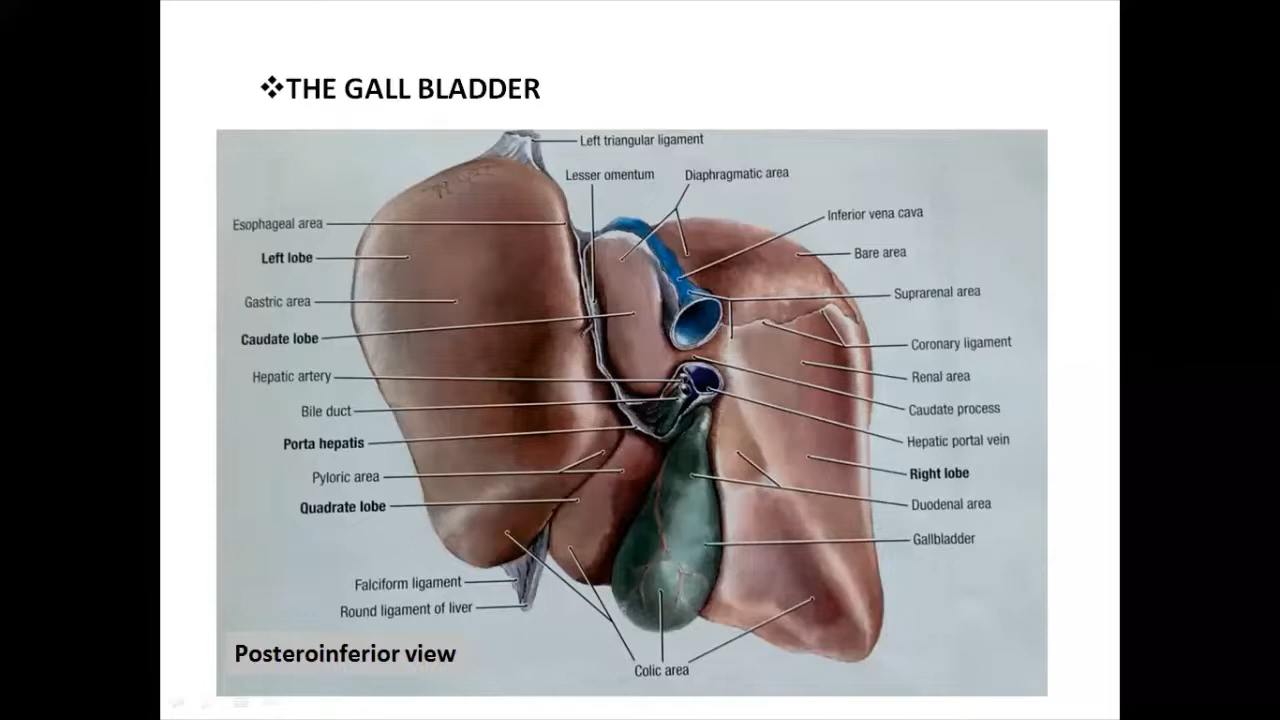 ❖THE GALL BLADDER
Left triangular ligament
Lesser omentum
Diaphragmatic area
Esophageal area
Left lobe
Gastric area
Caudate lobe
Hepatic artery
Bile duct
Porta hepatis
Pyloric area
Quadrate lobe
Falciform ligament
Round ligament of liver
Inferior vena cava
Bare area
Suprarenal area
Coronary ligament
Renal area
Caudate process
Hepatic portal vein
Right lobe
Duodenal area
Gallbladder
Colic area
Posteroinferior view